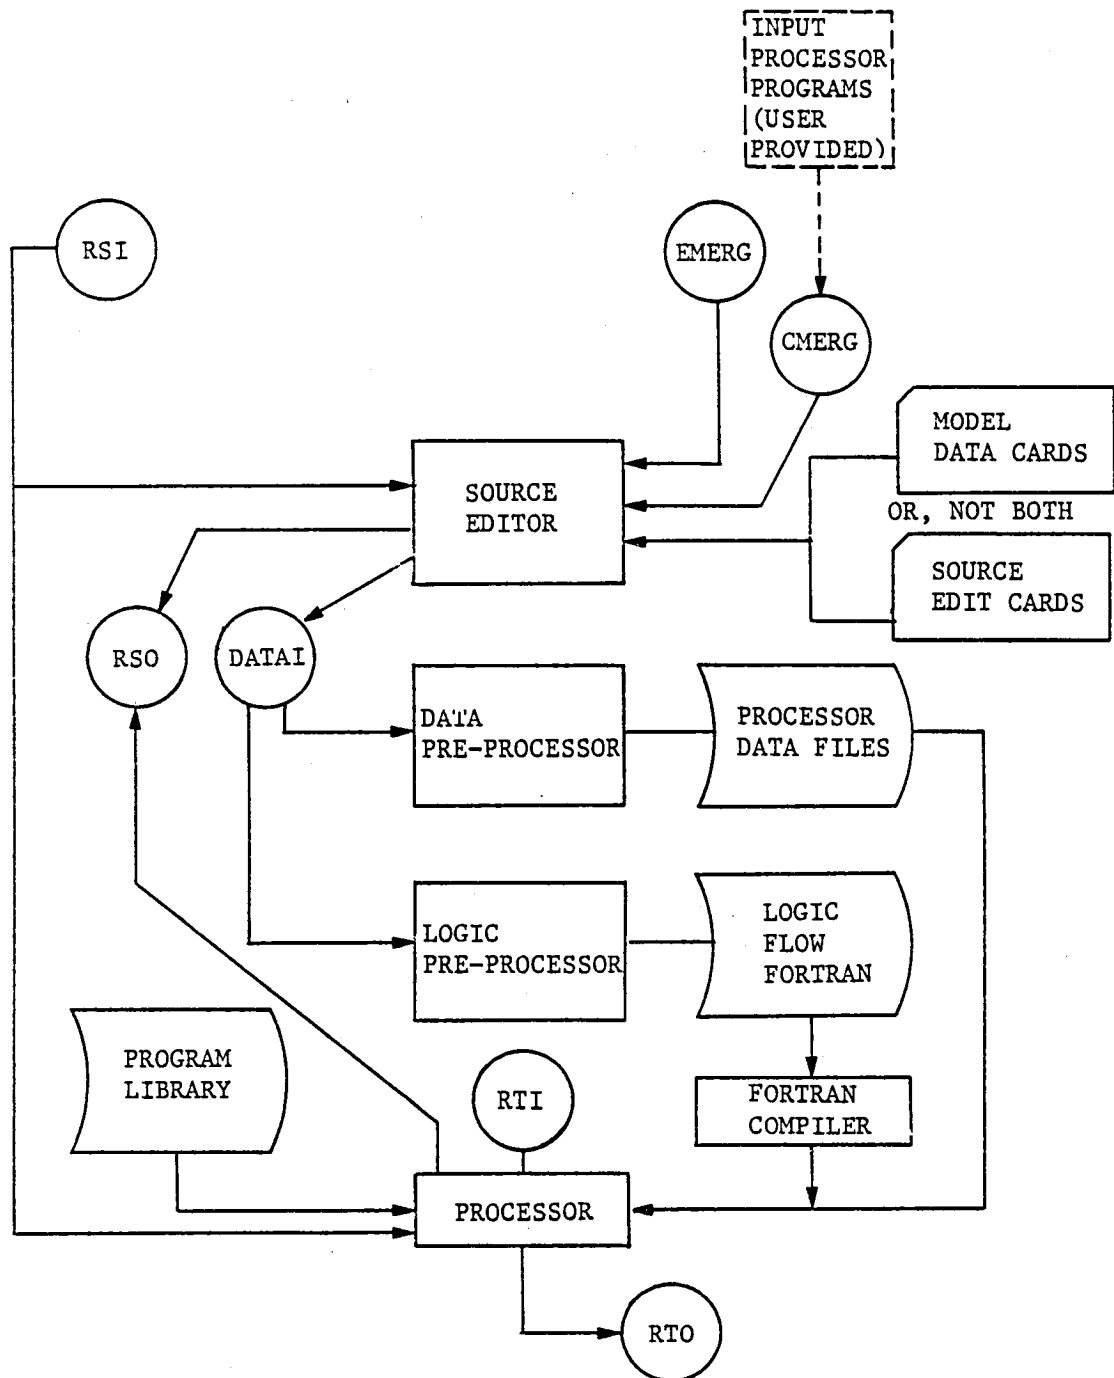 INPUT
PROCESSOR
PROGRAMS
(USER
PROVIDED)
RSI
EMERG
CMERG
MODEL
DATA CARDS
OR, NOT BOTH
SOURCE
EDIT CARDS
SOURCE
EDITOR
RSO
DATAI
DATA
PRE-PROCESSOR
PROCESSOR
DATA FILES
LOGIC
PRE-PROCESSOR
LOGIC
FLOW
FORTRAN
PROGRAM
LIBRARY
RTI
FORTRAN
COMPILER
PROCESSOR
RTO